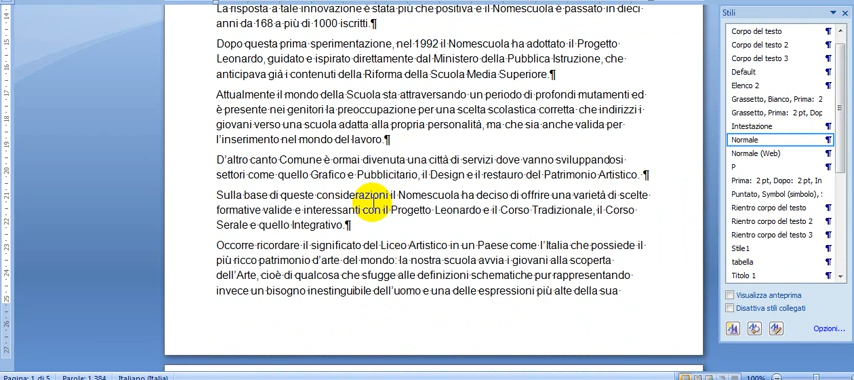 La risposta a tale innovazione è stata più che positiva e il Nomescuola è passato in dieci
anni da 168 a più di 1000 iscritti.¶
Dopo questa prima sperimentazione, nel 1992 il Nomescuola ha adottato il Progetto
Leonardo, guidato e ispirato direttamente dal Ministero della Pubblica Istruzione, che
anticipava già i contenuti della Riforma della Scuola Media Superiore.¶
Attualmente il mondo della Scuola sta attraversando un periodo di profondi mutamenti ed
è presente nei genitori la preoccupazione per una scelta scolastica corretta che indirizzi i
giovani verso una scuola adatta alla propria personalità, ma che sia anche valida per
l'inserimento nel mondo del lavoro.¶
D'altro canto Comune è ormai divenuta una città di servizi dove vanno sviluppandosi
settori come quello Grafico e Pubblicitario, il Design e il restauro del Patrimonio Artistico. ¶
Sulla base di queste considerazioni il Nomescuola ha deciso di offrire una varietà di scelte
formative valide e interessanti con il Progetto Leonardo e il Corso Tradizionale, il Corso
Serale e quello Integrativo.¶
Occorre ricordare il significato del Liceo Artistico in un Paese come l'Italia che possiede il
più ricco patrimonio d'arte del mondo: la nostra scuola avvia i giovani alla scoperta
dell'Arte, cioè di qualcosa che sfugge alle definizioni schematiche pur rappresentando
invece un bisogno inestinguibile dell'uomo e una delle espressioni più alte della sua
Stili
Corpo del testo ¶
Corpo del testo 2 ¶
Corpo del testo 3 ¶
Default ¶
Elenco 2 ¶
Grassetto, Bianco, Prima: 2
Grassetto, Prima: 2 pt, Dop
Intestazione ¶
Normale ¶
Normale (Web) ¶
P ¶
Prima: 2 pt, Dopo: 2 pt, In
Puntato, Symbol (simbolo),
Rientro corpo del testo ¶
Rientro corpo del testo 2 ¶
Rientro corpo del testo 3 ¶
Stile1 ¶
tabella ¶
Titolo 1 ¶
Visualizza anteprima
Disattiva stili collegati
Opzioni...
Pagina: 1 di 5 Parole: 1.384 Italiano (Italia) 100%